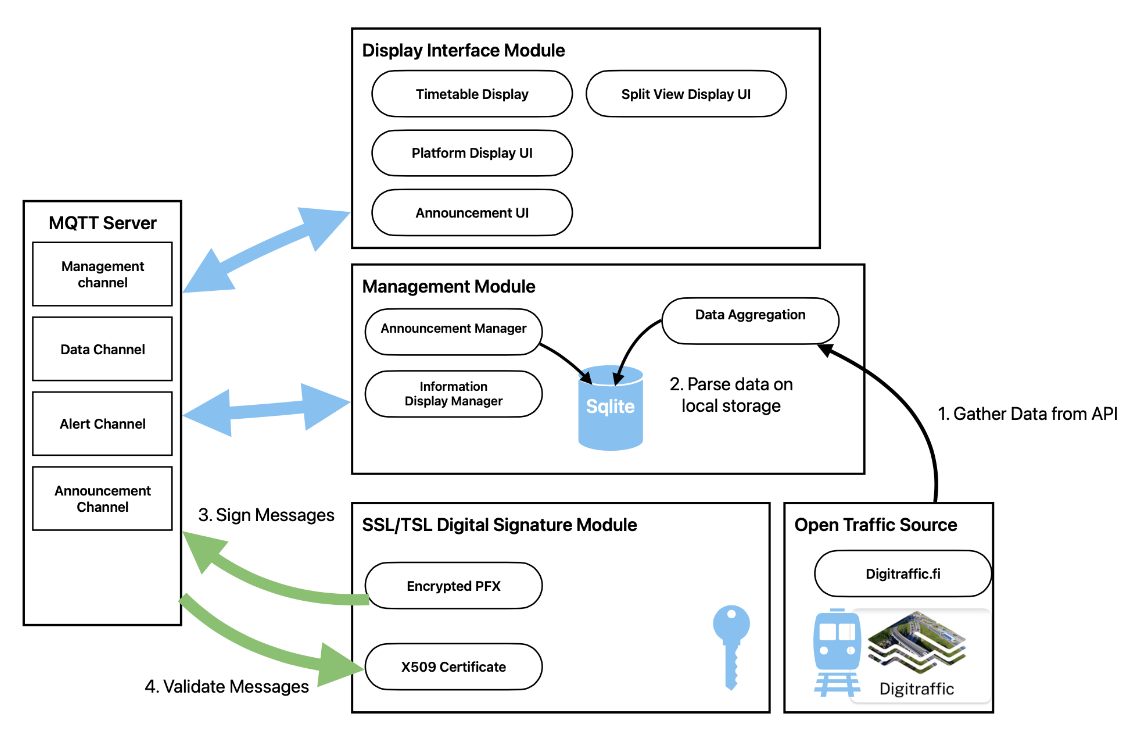 Display Interface Module
Timetable Display
Split View Display UI
Platform Display UI
Announcement UI
MQTT Server
Management
channel
Data Channel
Alert Channel
Announcement
Channel
Management Module
Announcement Manager
Data Aggregation
Information
Display Manager
Sqlite
2. Parse data on
local storage
1. Gather Data from API
3. Sign Messages
4. Validate Messages
SSL/TSL Digital Signature Module
Encrypted PFX
X509 Certificate
Open Traffic Source
Digitraffic.fi
Digitraffic